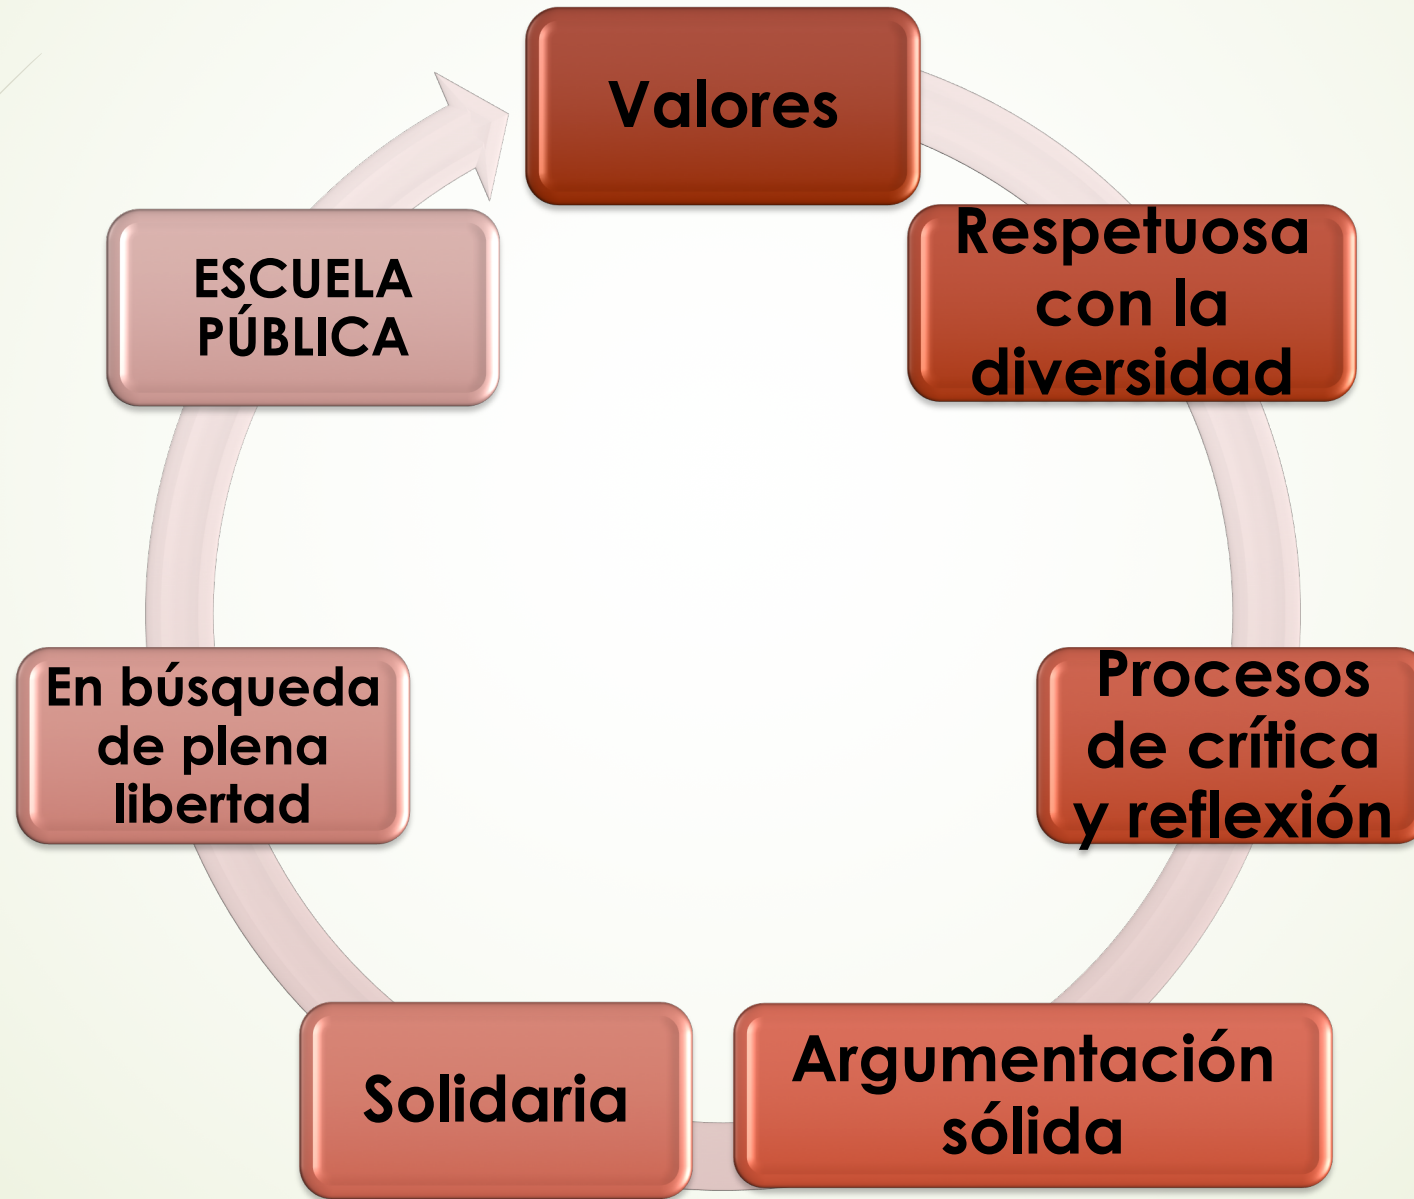 Valores
Respetuosa
con la
diversidad
Procesos
de crítica
y reflexión
Argumentación
sólida
Solidaria
En búsqueda
de plena
libertad
ESCUELA
PÚBLICA